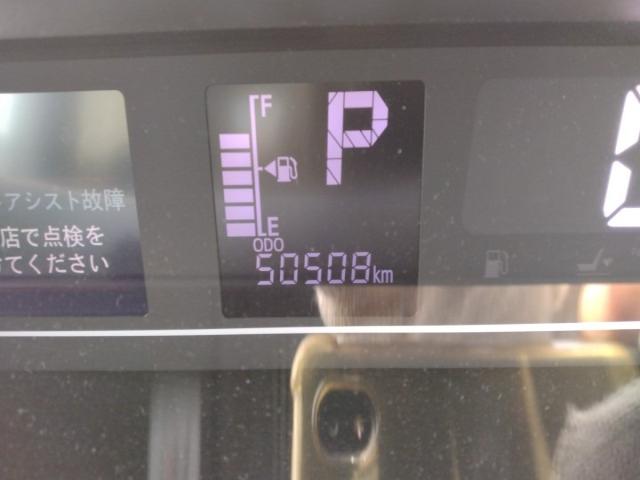 F
P
アシスト故障
店で点検を
てください
E
ODO
50508km